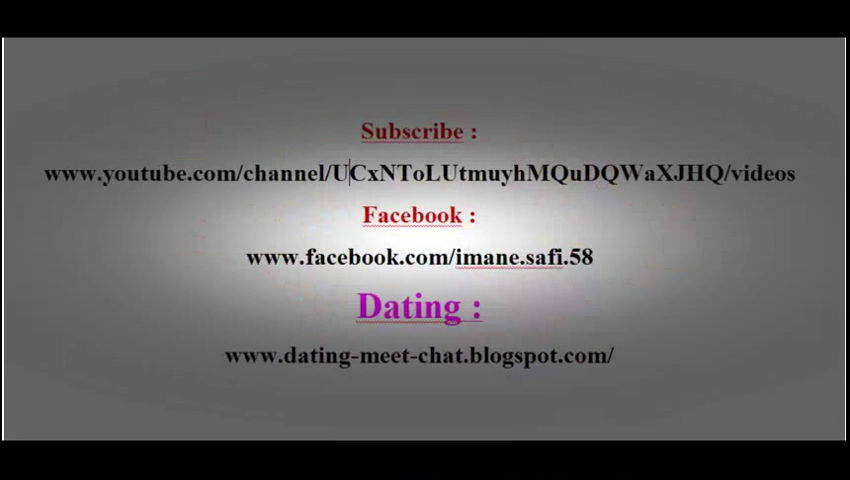 Subscribe :
www.youtube.com/channel/UCxNToLUtmuyhMQuDQWaXJHQ/videos
Facebook :
www.facebook.com/imane.safi.58
Dating :
www.dating-meet-chat.blogspot.com/